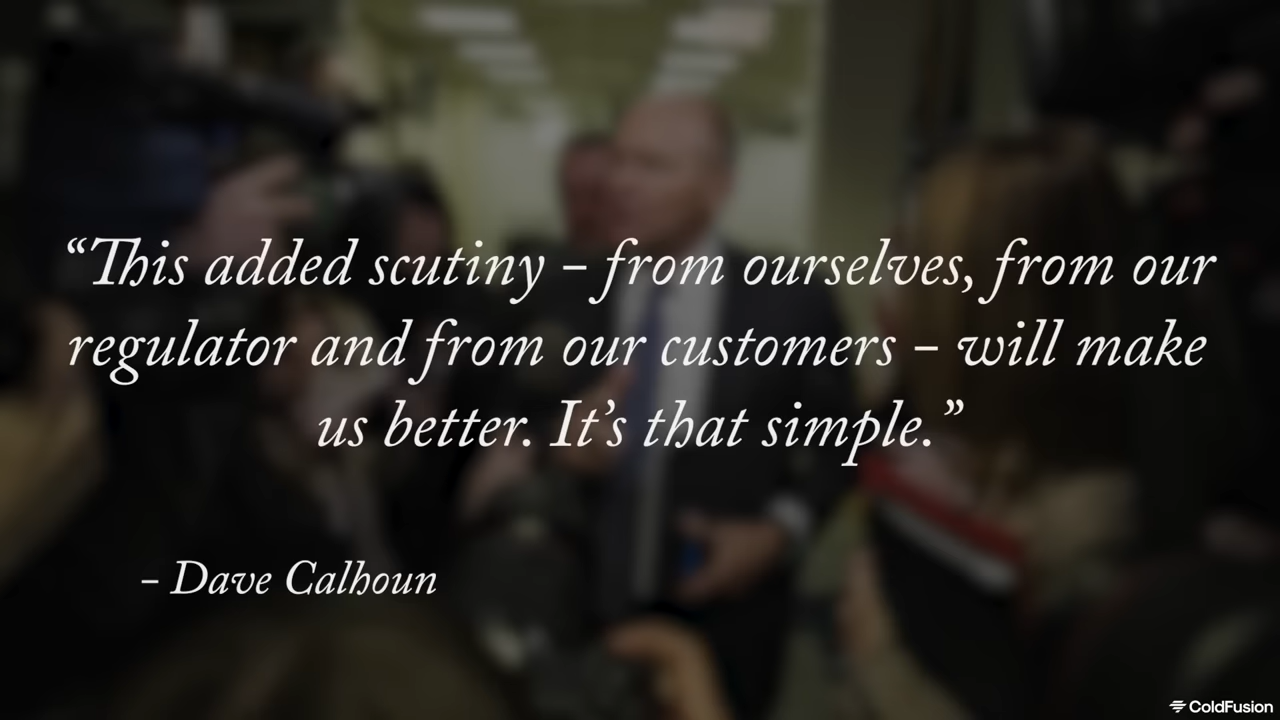 “This added scutiny – from ourselves, from our
regulator and from our customers – will make
us better. It’s that simple.”
– Dave Calhoun
ColdFusion